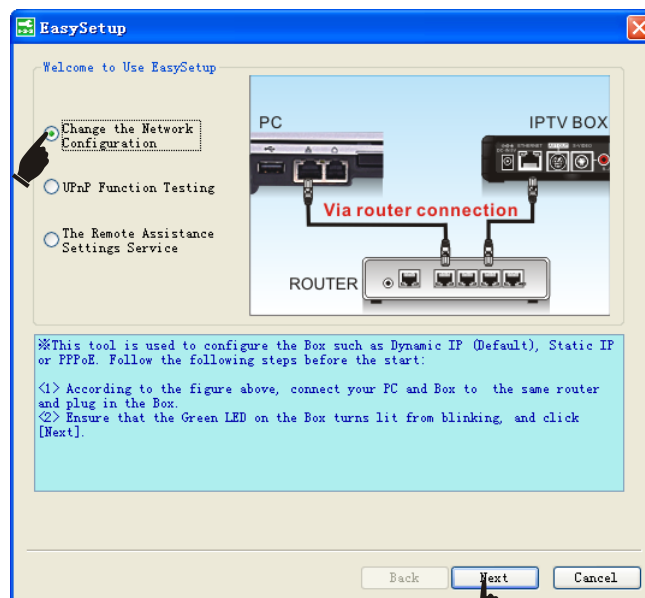 EasySetup
Welcome to Use EasySetup
Change the Network
Configuration
UPnP Function Testing
The Remote Assistance
Settings Service
PC
IPTV BOX
Via router connection
ROUTER
※This tool is used to configure the Box such as Dynamic IP (Default), Static IP
or PPPoE. Follow the following steps before the start:
<1> According to the figure above, connect your PC and Box to  the same router
and plug in the Box.
<2> Ensure that the Green LED on the Box turns lit from blinking, and click
[Next].
Back
Next
Cancel